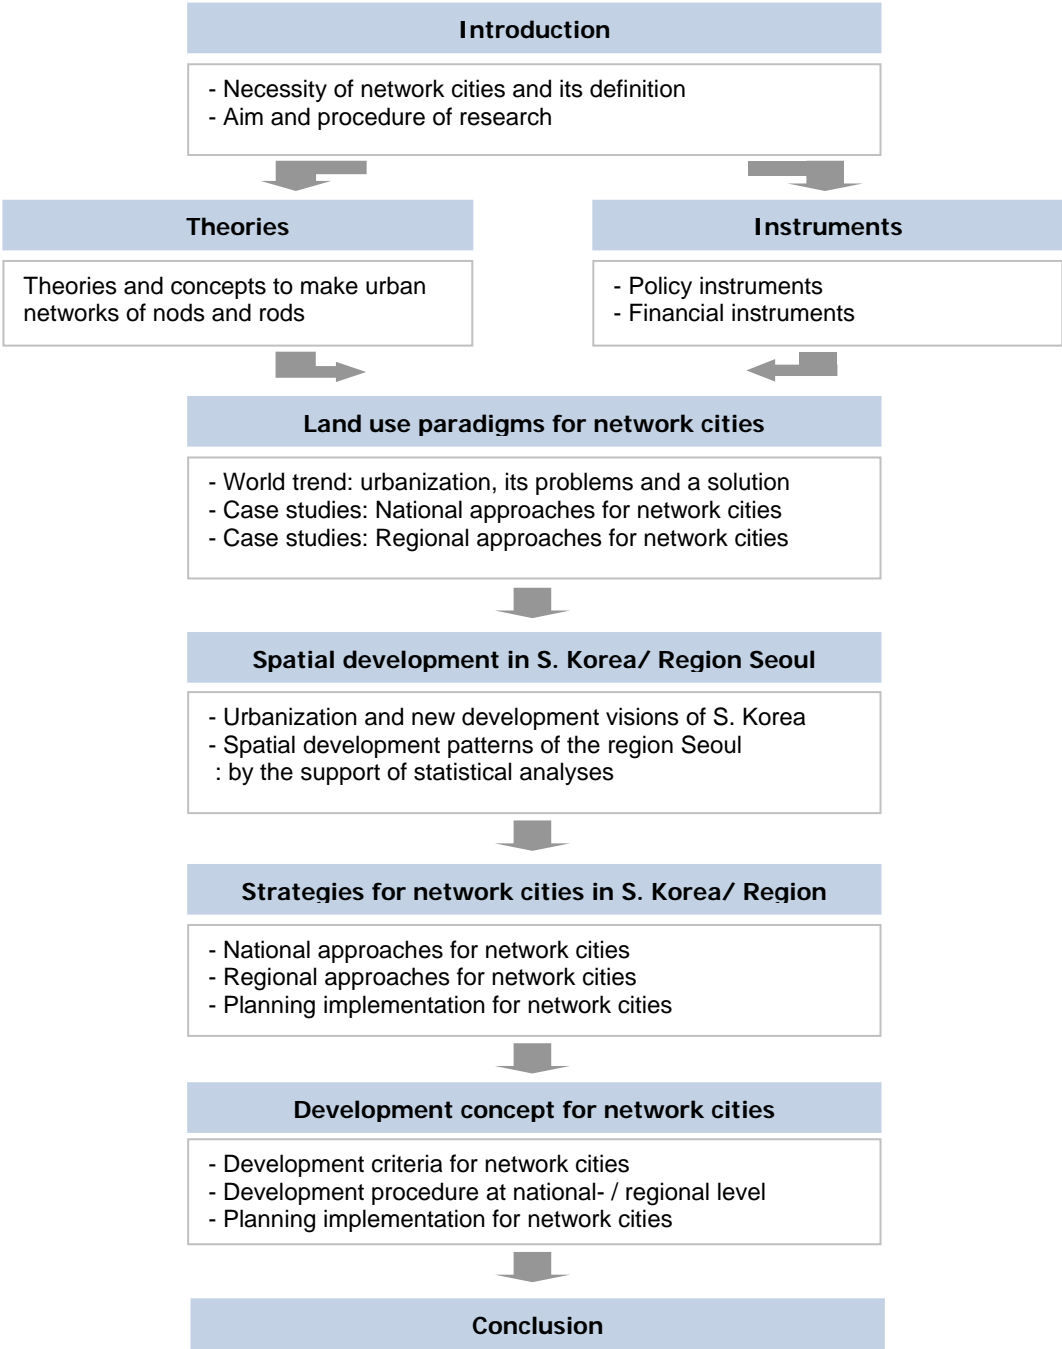 Introduction
- Necessity of network cities and its definition
- Aim and procedure of research
Theories
Theories and concepts to make urban
networks of nods and rods
Instruments
- Policy instruments
- Financial instruments
Land use paradigms for network cities
- World trend: urbanization, its problems and a solution
- Case studies: National approaches for network cities
- Case studies: Regional approaches for network cities
Spatial development in S. Korea/ Region Seoul
- Urbanization and new development visions of S. Korea
- Spatial development patterns of the region Seoul
: by the support of statistical analyses
Strategies for network cities in S. Korea/ Region
- National approaches for network cities
- Regional approaches for network cities
- Planning implementation for network cities
Development concept for network cities
- Development criteria for network cities
- Development procedure at national- / regional level
- Planning implementation for network cities
Conclusion